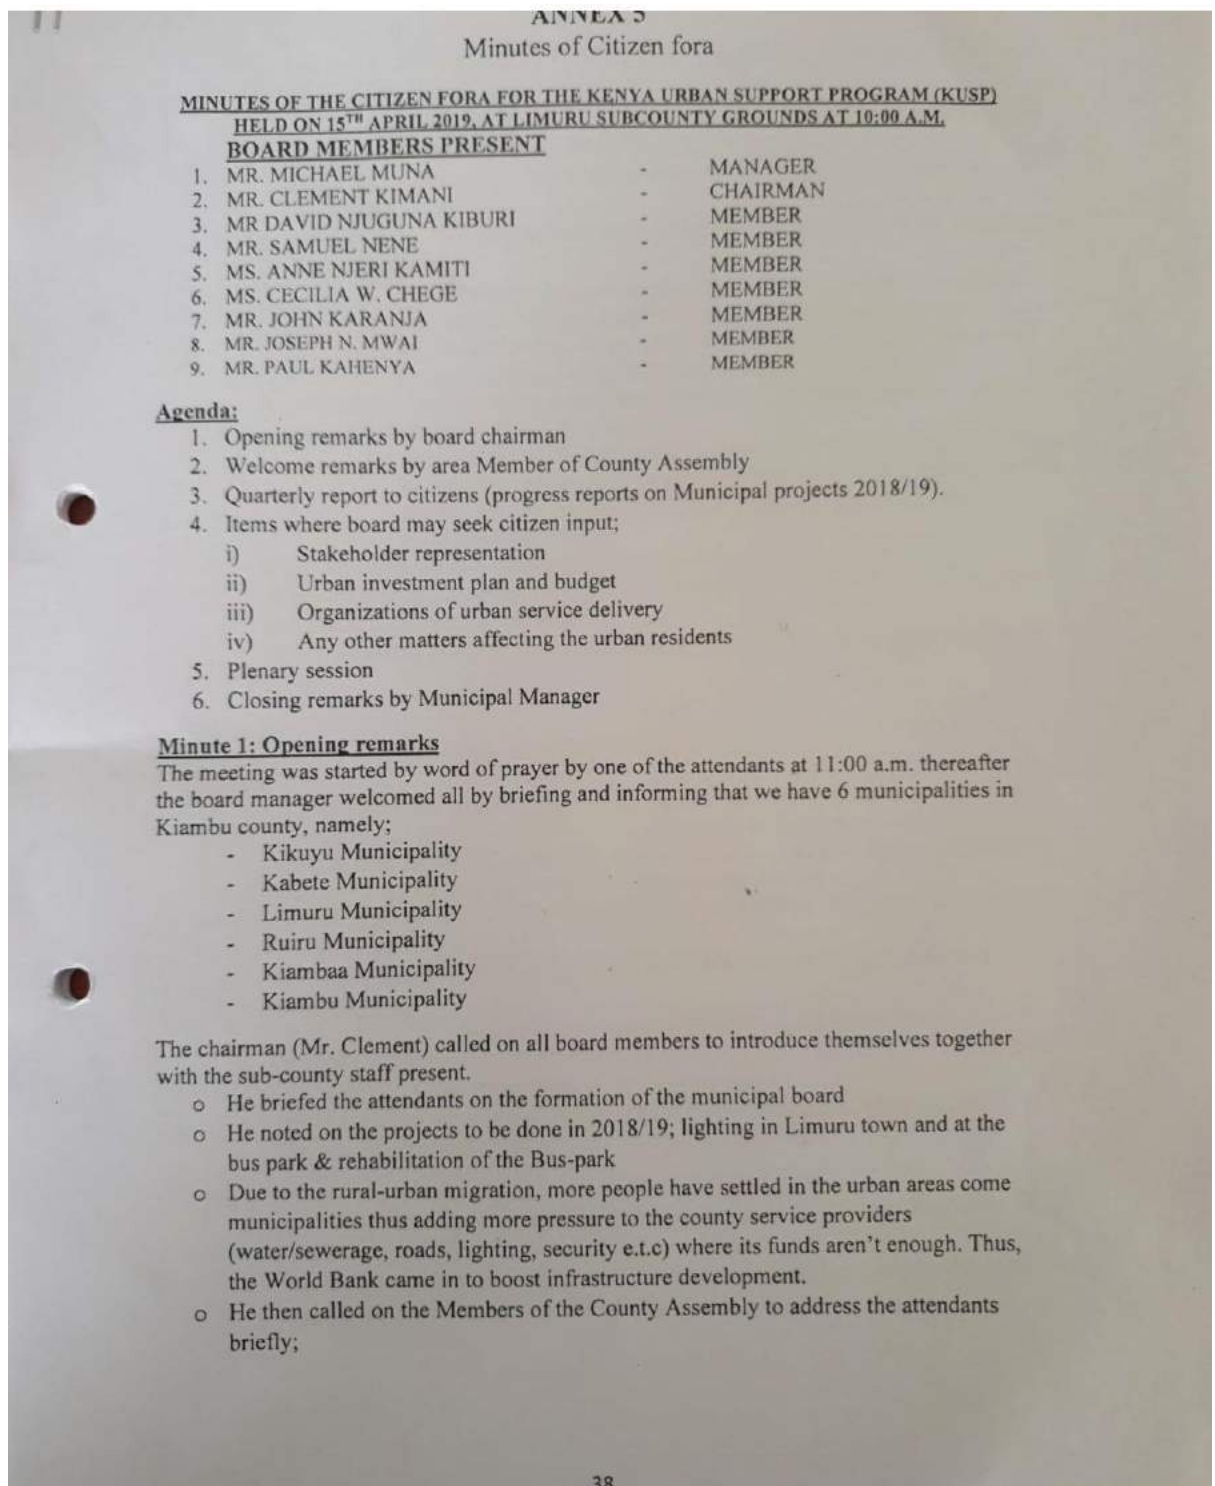 ANNEX 5
Minutes of Citizen fora
MINUTES OF THE CITIZEN FORA FOR THE KENYA URBAN SUPPORT PROGRAM (KUSP)
HELD ON 15TH APRIL 2019, AT LIMURU SUBCOUNTY GROUNDS AT 10:00 A.M.
BOARD MEMBERS PRESENT
1. MR. MICHAEL MUNA - MANAGER
2. MR. CLEMENT KIMANI - CHAIRMAN
3. MR DAVID NJUGUNA KIBURI - MEMBER
4. MR. SAMUEL NENE - MEMBER
5. MS. ANNE NJERI KAMITI - MEMBER
6. MS. CECILIA W. CHEGE - MEMBER
7. MR. JOHN KARANJA - MEMBER
8. MR. JOSEPH N. MWAI - MEMBER
9. MR. PAUL KAHENYA - MEMBER
Agenda:
1. Opening remarks by board chairman
2. Welcome remarks by area Member of County Assembly
3. Quarterly report to citizens (progress reports on Municipal projects 2018/19).
4. Items where board may seek citizen input;
i) Stakeholder representation
ii) Urban investment plan and budget
iii) Organizations of urban service delivery
iv) Any other matters affecting the urban residents
5. Plenary session
6. Closing remarks by Municipal Manager
Minute 1: Opening remarks
The meeting was started by word of prayer by one of the attendants at 11:00 a.m. thereafter
the board manager welcomed all by briefing and informing that we have 6 municipalities in
Kiambu county, namely;
- Kikuyu Municipality
- Kabete Municipality
- Limuru Municipality
- Ruiru Municipality
- Kiambaa Municipality
- Kiambu Municipality
The chairman (Mr. Clement) called on all board members to introduce themselves together
with the sub-county staff present.
o He briefed the attendants on the formation of the municipal board
o He noted on the projects to be done in 2018/19; lighting in Limuru town and at the
bus park & rehabilitation of the Bus-park
o Due to the rural-urban migration, more people have settled in the urban areas come
municipalities thus adding more pressure to the county service providers
(water/sewerage, roads, lighting, security e.t.c) where its funds aren't enough. Thus,
the World Bank came in to boost infrastructure development.
o He then called on the Members of the County Assembly to address the attendants
briefly;
38